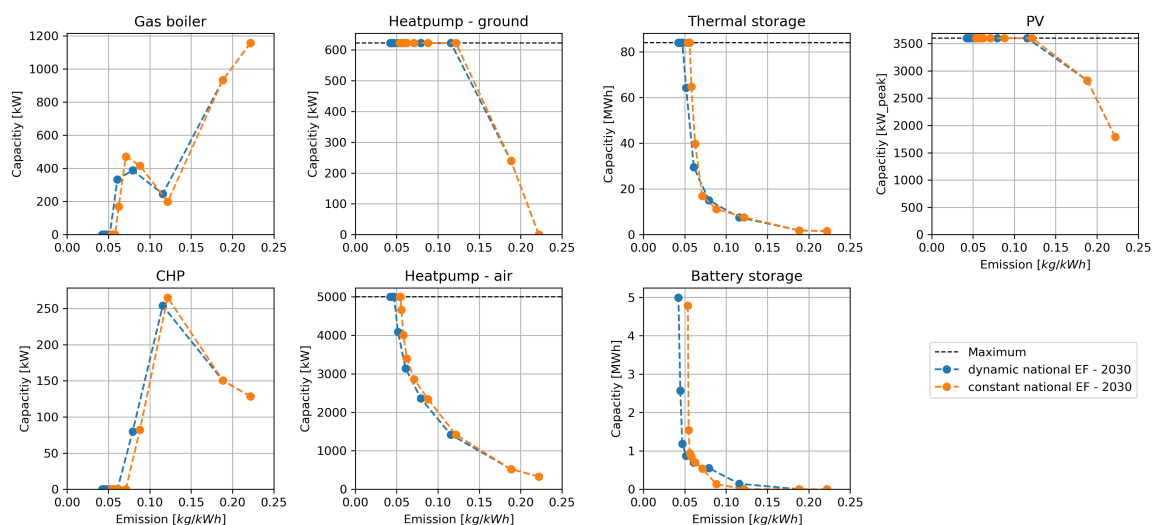 Gas boiler
Heatpump - ground
Thermal storage
PV
Capacitiy [kW]
1200
1000
800
600
400
200
0
0.00 0.05 0.10 0.15 0.20 0.25
Capacitiy [kW]
600
500
400
300
200
100
0
0.00 0.05 0.10 0.15 0.20 0.25
Capacitiy [MWh]
80
60
40
20
0
0.00 0.05 0.10 0.15 0.20 0.25
Capacitiy [kW_peak]
3500
3000
2500
2000
1500
1000
500
0
0.00 0.05 0.10 0.15 0.20 0.25
Emission [kg/kWh]
CHP
Heatpump - air
Battery storage
Capacitiy [kW]
250
200
150
100
50
0
0.00 0.05 0.10 0.15 0.20 0.25
Emission [kg/kWh]
Capacitiy [kW]
5000
4000
3000
2000
1000
0
0.00 0.05 0.10 0.15 0.20 0.25
Emission [kg/kWh]
Capacitiy [MWh]
5
4
3
2
1
0
0.00 0.05 0.10 0.15 0.20 0.25
Emission [kg/kWh]
Maximum
dynamic national EF - 2030
constant national EF - 2030